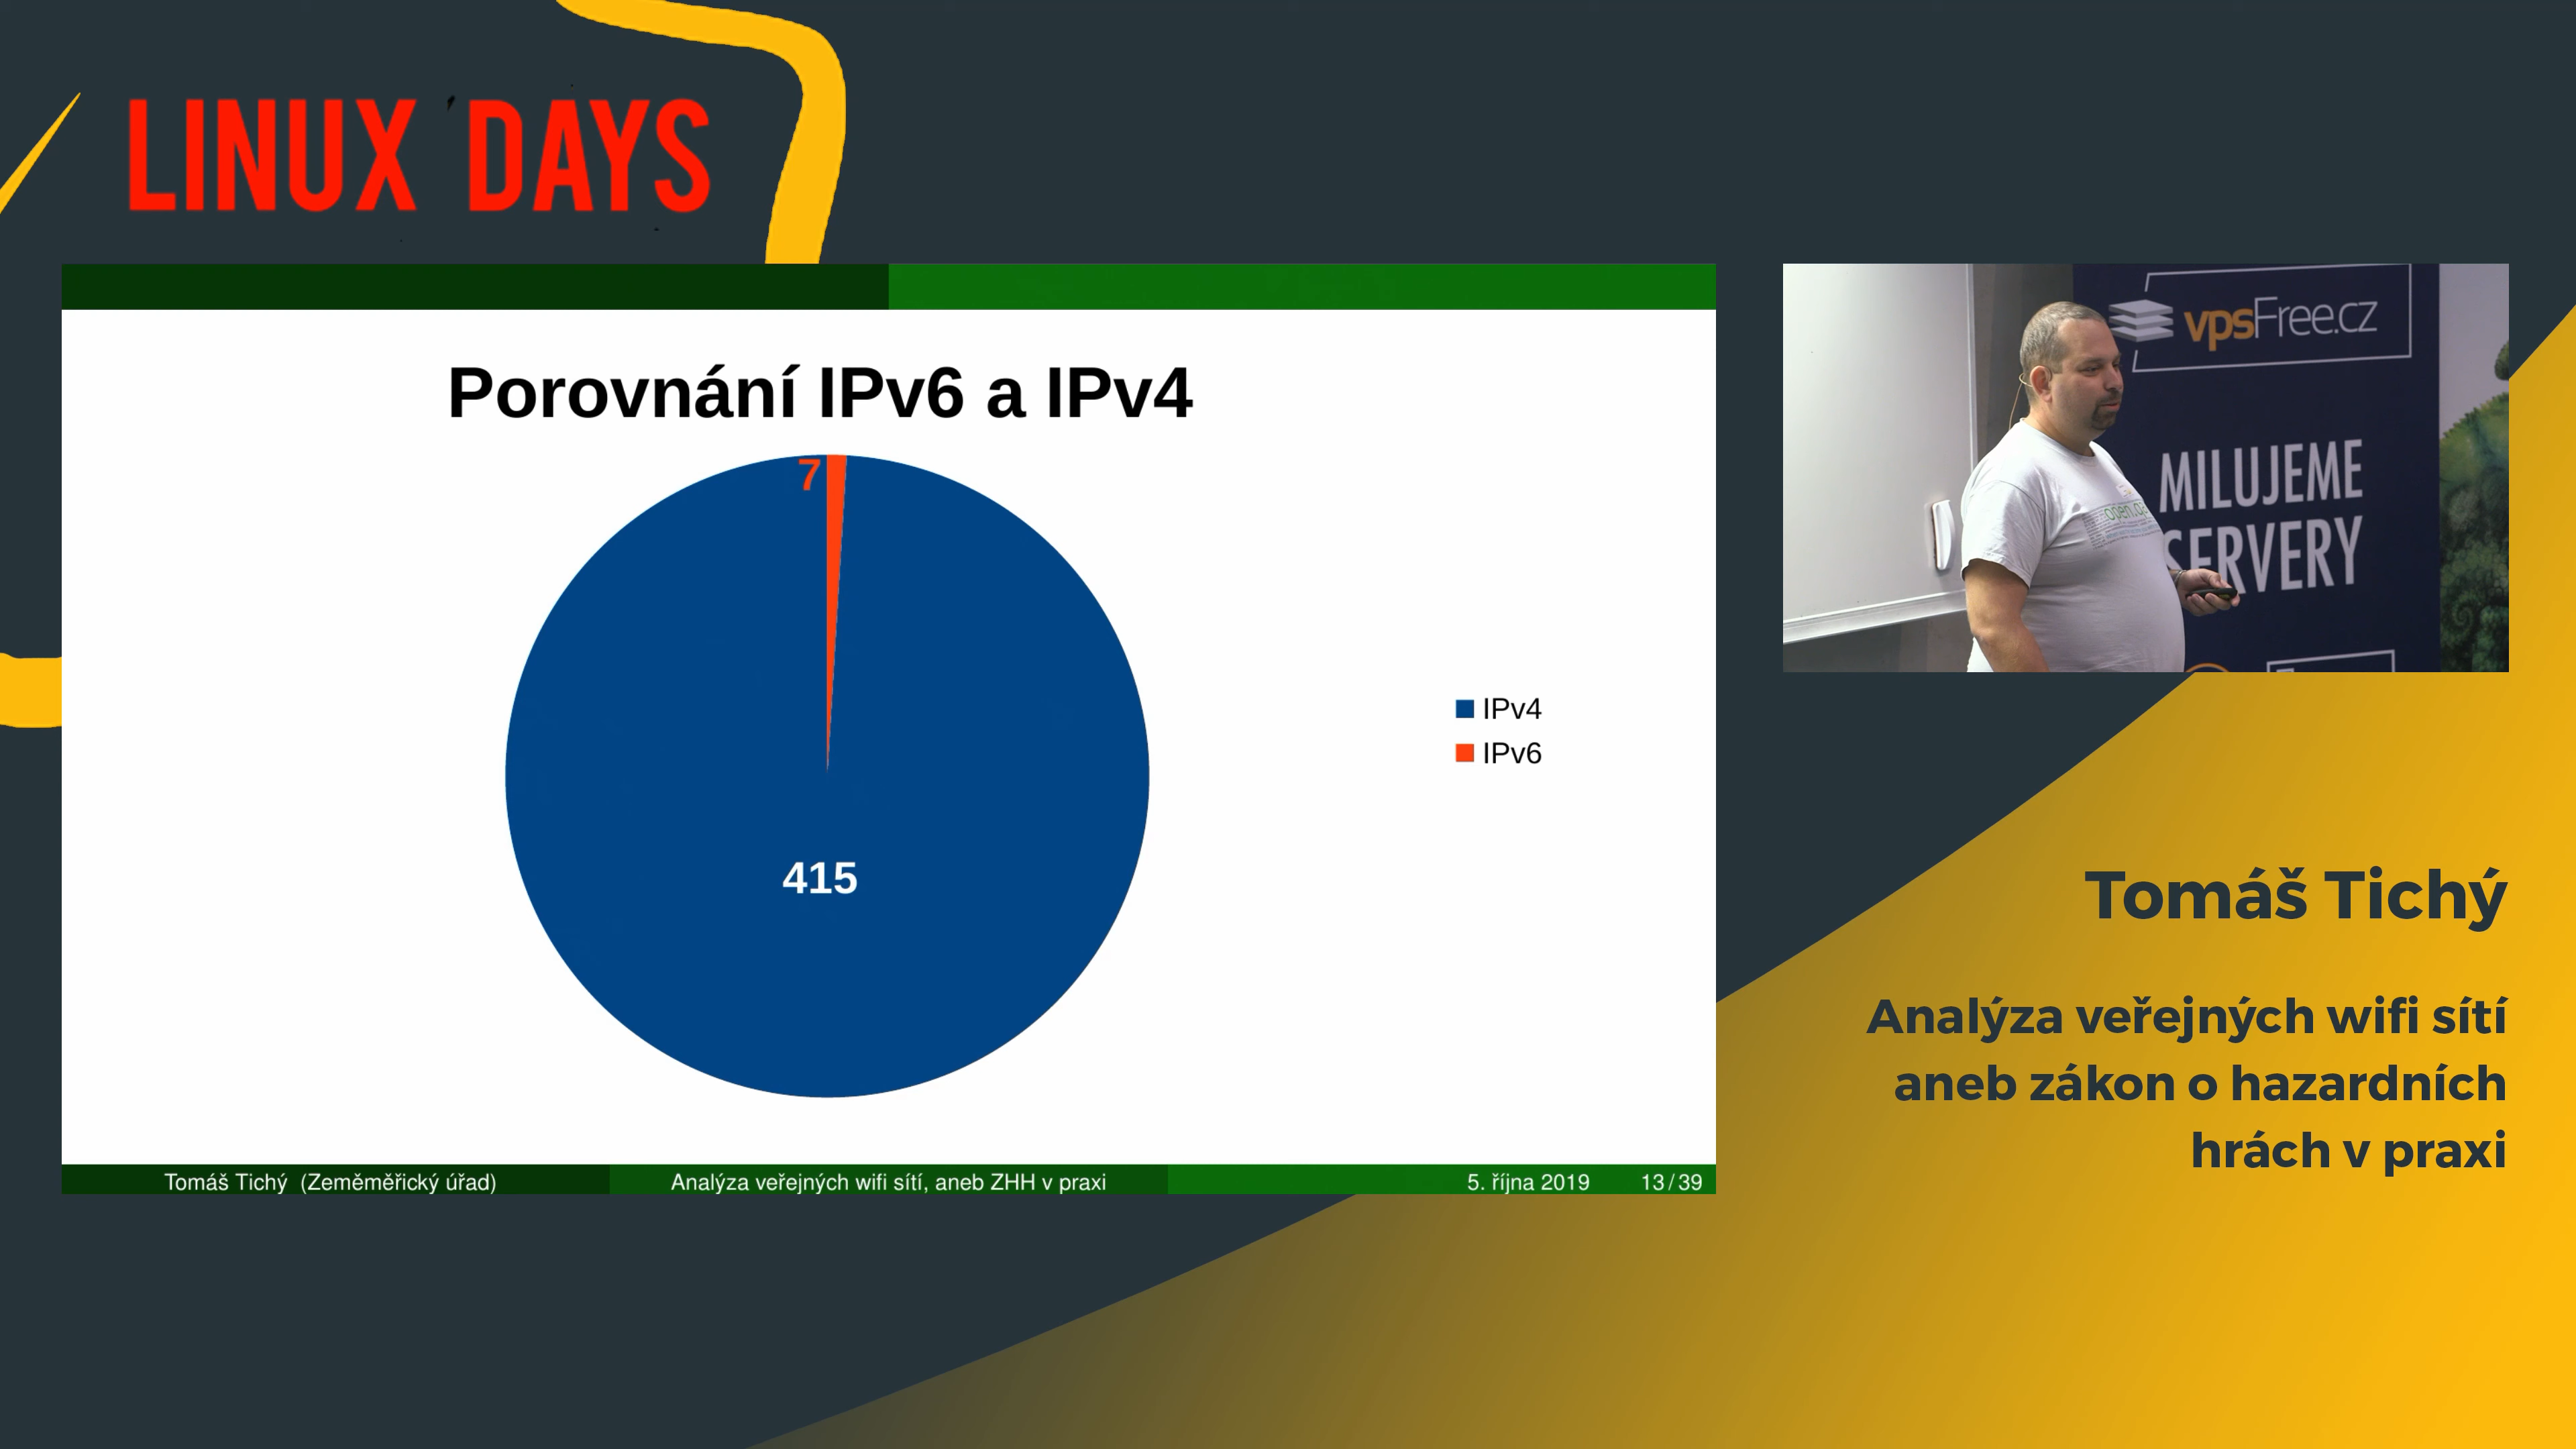 LINUX DAYS
Porovnání IPv6 a IPv4
7
415
IPv4
IPv6
Tomáš Tichý (Zeměměřický úřad)
Analýza veřejných wifi sítí, aneb ZHH v praxi
5. října 2019
13 / 39
vpsFree.cz
MILUJEME
SERVERY
Tomáš Tichý
Analýza veřejných wifi sítí
aneb zákon o hazardních
hrách v praxi